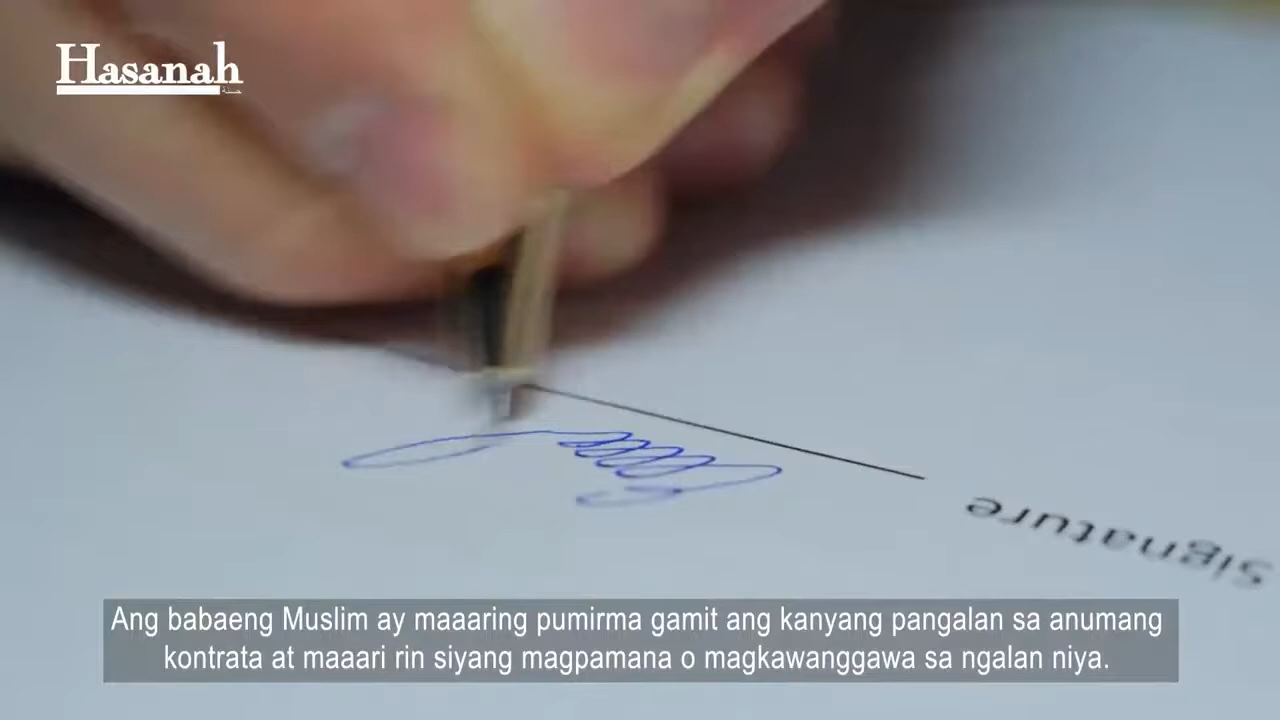 Hasanah
حسنة
Signature
Ang babaeng Muslim ay maaaring pumirma gamit ang kanyang pangalan sa anumang
kontrata at maaari rin siyang magpamana o magkawanggawa sa ngalan niya.